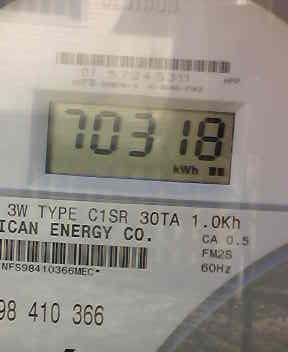 70318
kWh
3W TYPE C1SR 30TA 1.0Kh
ICAN ENERGY CO.
CA 0.5
FM2S
NFS98410366MEC*
60Hz
98 410 366